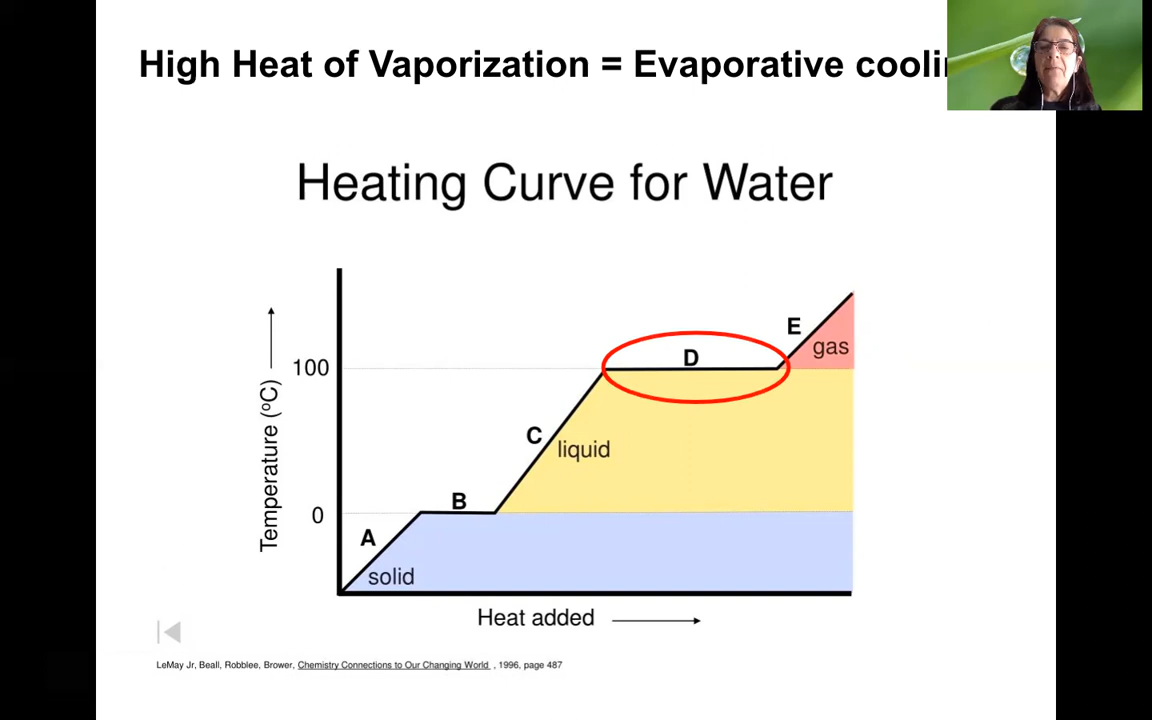 High Heat of Vaporization = Evaporative
Heating Curve for Water
Temperature (°C)
100
0
A
solid
B
C
liquid
D
E
gas
Heat added
LeMay Jr, Beall, Robblee, Brower, Chemistry Connections to Our Changing World , 1996, page 487